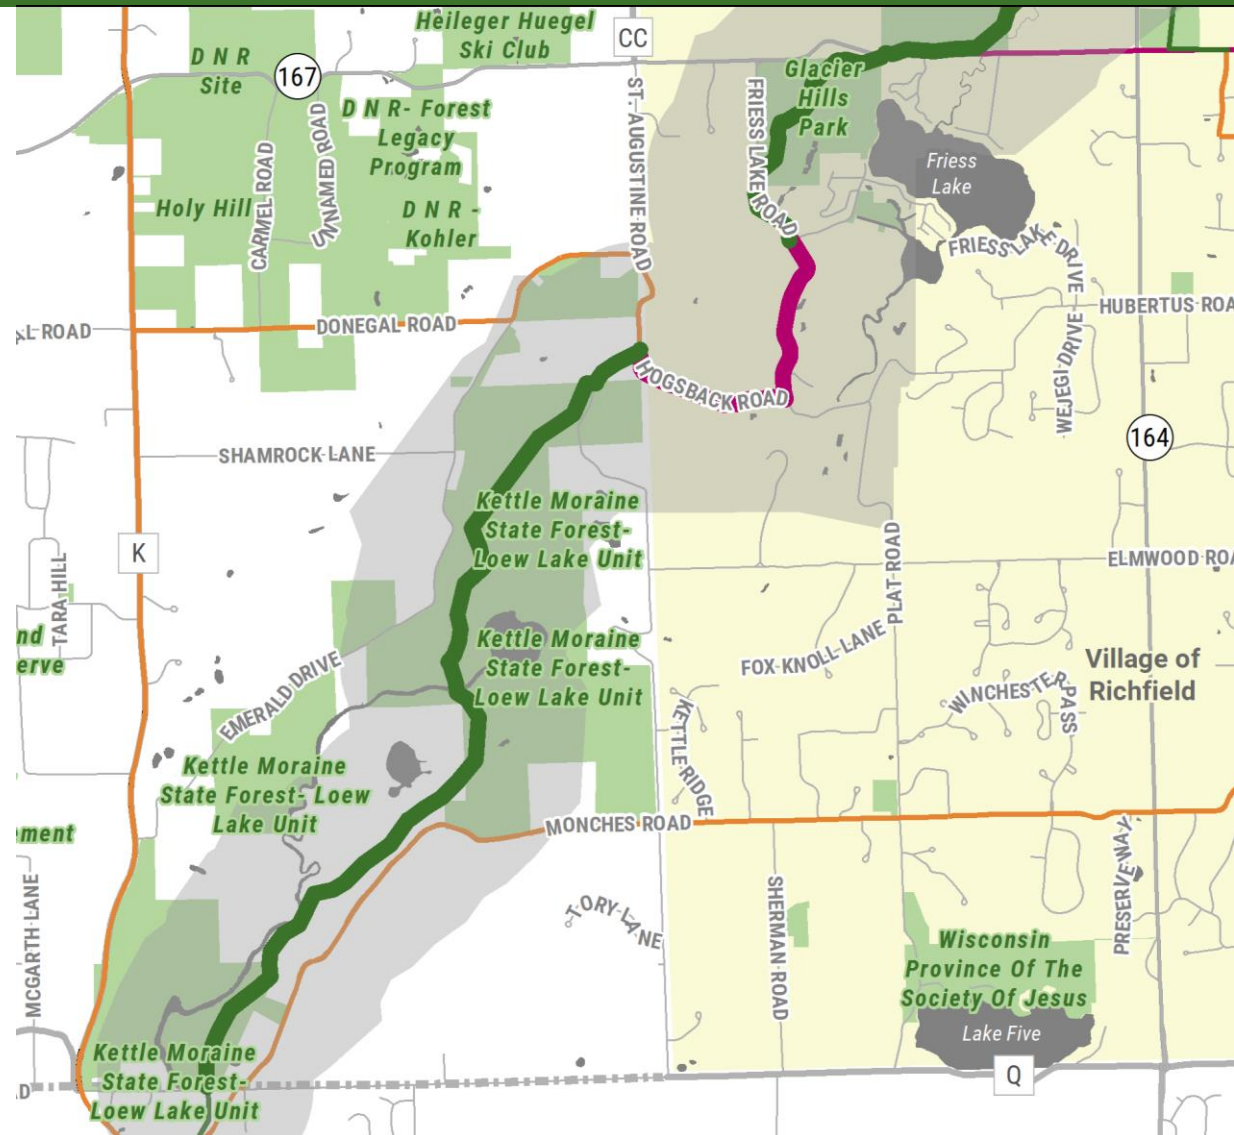 Heileger Huegel
Ski Club
CC
D N R
Site
167
D N R- Forest
Legacy
Program
UNNAMED ROAD
CARMEL ROAD
Holy Hill
D N R -
Kohler
ST. AUGUSTINE ROAD
FRIESS LAKE ROAD
Glacier
Hills
Park
Friess
Lake
FRIESS LAKE DRIVE
HUBERTUS ROA
L ROAD
DONEGAL ROAD
HOGSBACK ROAD
WEJEGI DRIVE
164
SHAMROCK LANE
K
Kettle Moraine
State Forest-
Loew Lake Unit
TARA HILL
PLAT ROAD
ELMWOOD ROA
nd
erve
Kettle Moraine
State Forest-
Loew Lake Unit
FOX KNOLL LANE
Village of
Richfield
WINCHESTER PASS
EMERALD DRIVE
KETTLE RIDGE
Kettle Moraine
State Forest- Loew
Lake Unit
MONCHES ROAD
ment
PRESERVE WAY
MCGARTH LANE
TORY LANE
SHERMAN ROAD
Wisconsin
Province Of The
Society Of Jesus
Lake Five
Kettle Moraine
State Forest-
Loew Lake Unit
D
Q